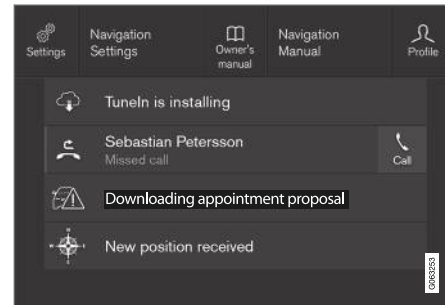 Settings
Navigation
Settings
Owner's
manual
Navigation
Manual
Profile
TuneIn is installing
Sebastian Petersson
Missed call
Call
Downloading appointment proposal
New position received
G063253